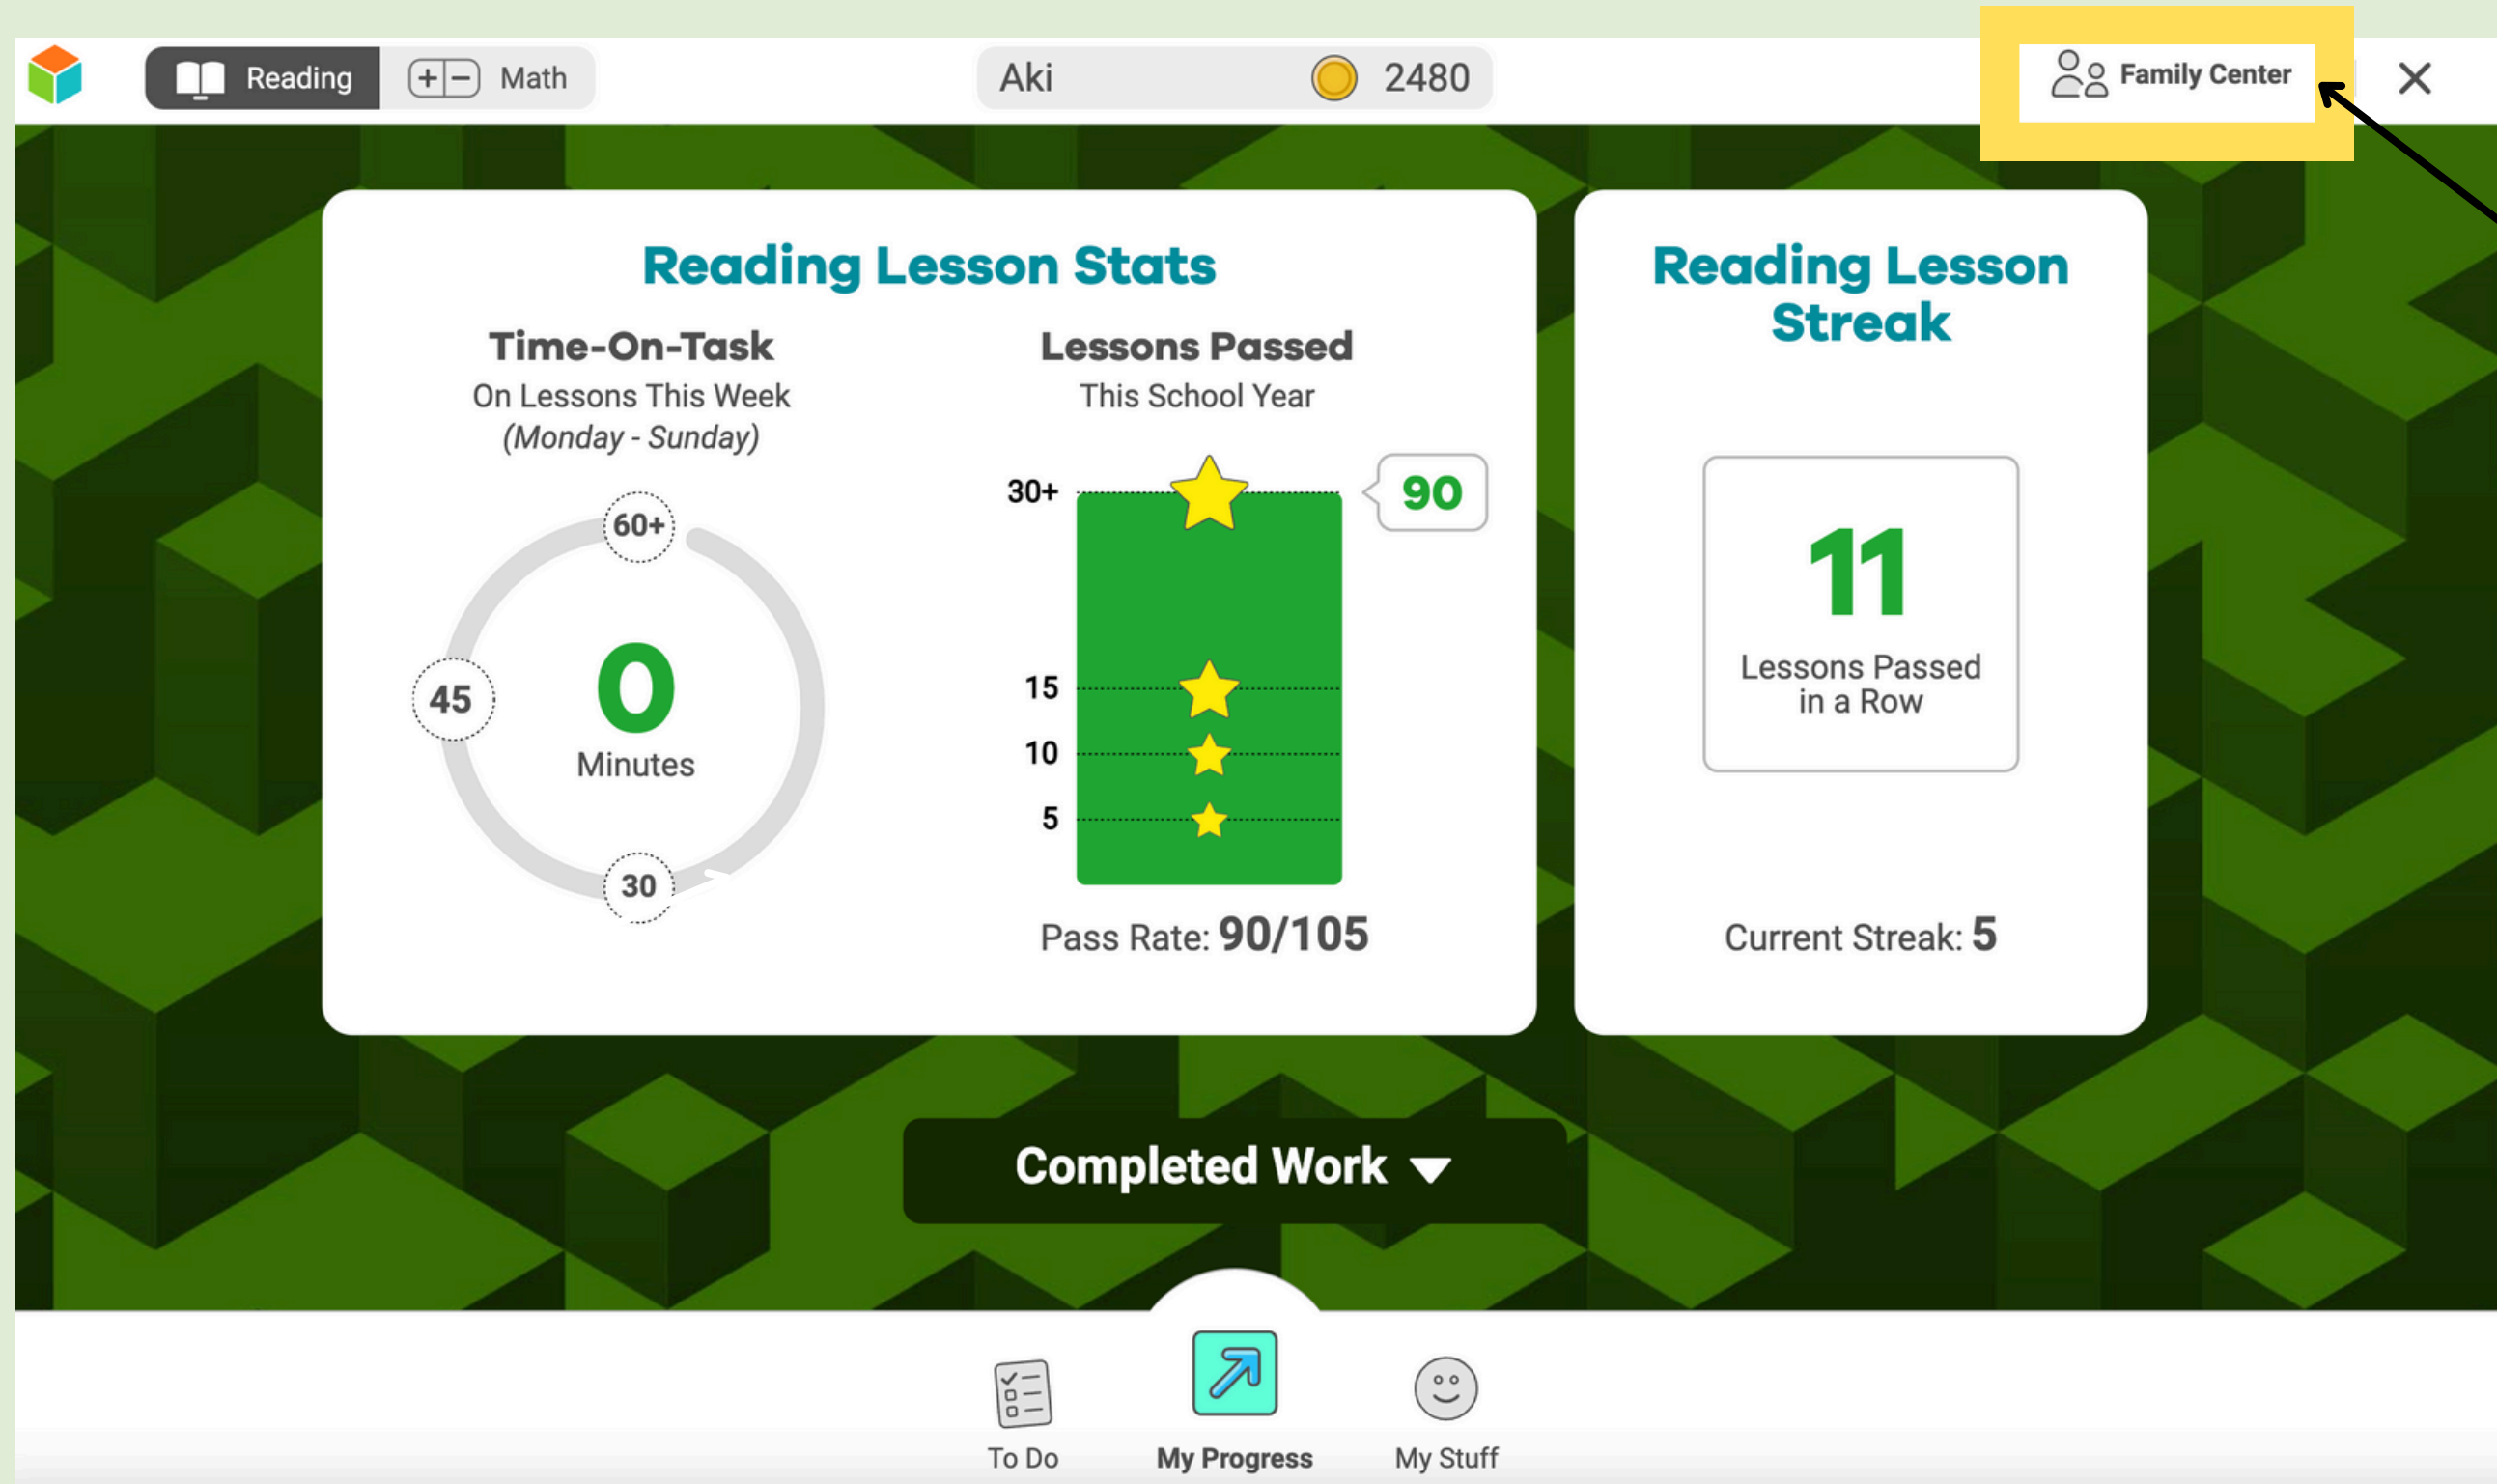 Reading
Math
Aki
2480
Family Center
Reading Lesson Stats
Time-On-Task
On Lessons This Week
(Monday - Sunday)
60+
45
0
Minutes
30
Lessons Passed
This School Year
30+
90
15
10
5
Pass Rate: 90/105
Reading Lesson
Streak
11
Lessons Passed
in a Row
Current Streak: 5
Completed Work
To Do
My Progress
My Stuff